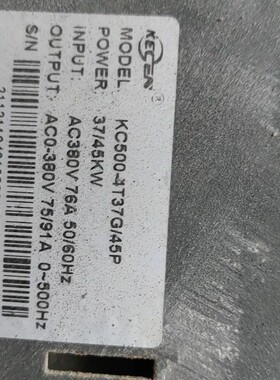 KECEN
®
MODEL: KC500-4T37G/45P
POWER: 37/45KW
INPUT: AC380V 76A 50/60Hz
OUTPUT: AC0-380V 75/91A 0~500Hz
S/N